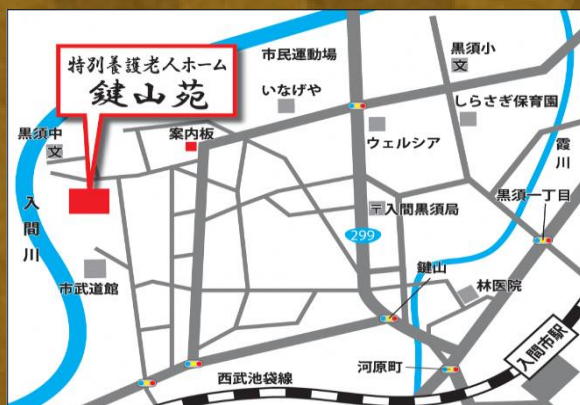 特別養護老人ホーム
鍵山苑
市民運動場
黒須小
文
いなげや
しらさぎ保育園
黒須中
文
案内板
ウェルシア
霞川
入間川
〒入間黒須局
黒須一丁目
299
市武道館
鍵山
林医院
入間市駅
河原町
西武池袋線